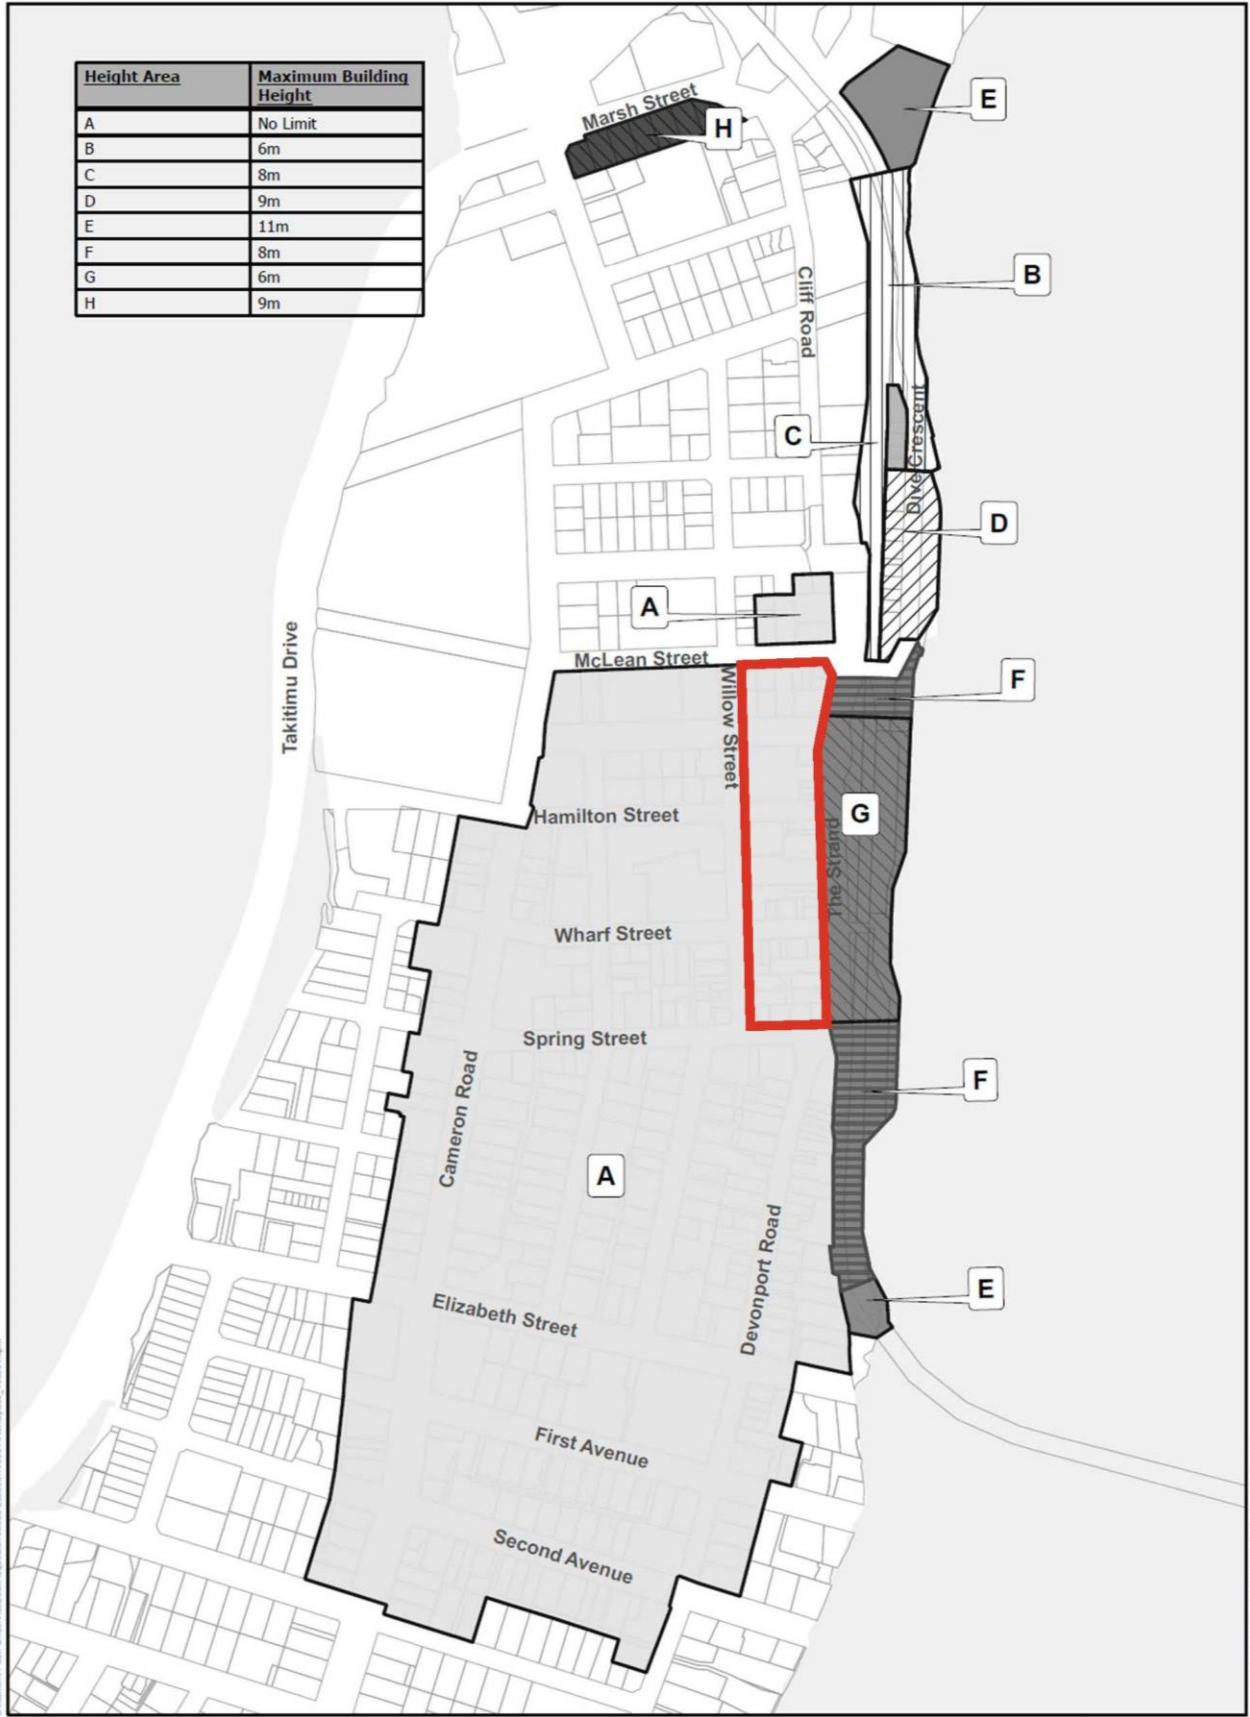 Height Area
Maximum Building
Height
A
No Limit
B
6m
C
8m
D
9m
E
11m
F
8m
G
6m
H
9m
Marsh Street
H
E
B
Cliff Road
C
Dive Crescent
D
A
McLean Street
Takitimu Drive
Willow Street
F
Hamilton Street
G
The Strand
Wharf Street
Spring Street
Cameron Road
F
A
Devonport Road
E
Elizabeth Street
First Avenue
Second Avenue